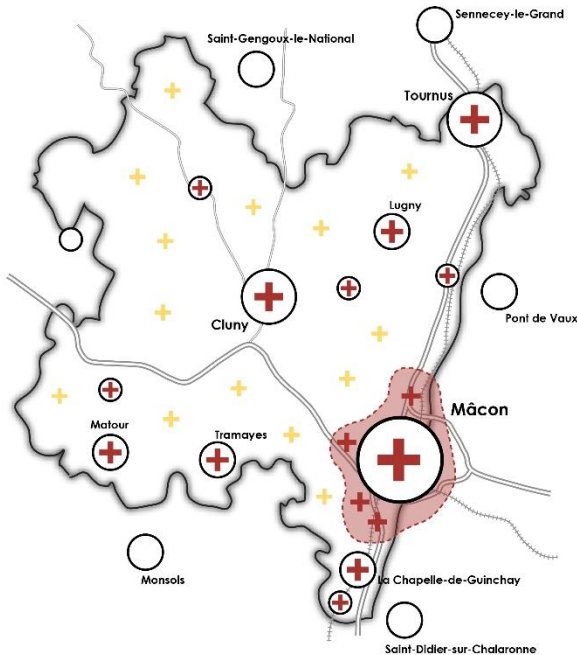 Sennecey-le-Grand
Saint-Gengoux-le-National
Tournus
Lugny
Pont de Vaux
Cluny
Mâcon
Matour
Tramayes
Monsols
La Chapelle-de-Guinchay
Saint-Didier-sur-Chalaronne